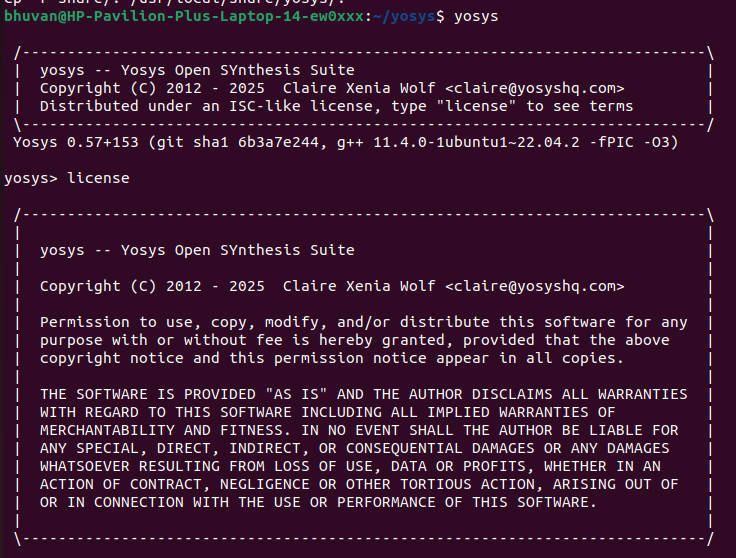 cp -r share/. /usr/local/share/yosys/.
bhuvan@HP-Pavilion-Plus-Laptop-14-ew0xxx:~/yosys$ yosys
/----------------------------------------------------------------------------\
| yosys -- Yosys Open SYnthesis Suite |
| Copyright (C) 2012 - 2025 Claire Xenia Wolf <claire@yosyshq.com> |
| Distributed under an ISC-like license, type "license" to see terms |
\----------------------------------------------------------------------------/
Yosys 0.57+153 (git sha1 6b3a7e244, g++ 11.4.0-1ubuntu1~22.04.2 -fPIC -O3)
yosys> license
/----------------------------------------------------------------------------\
| |
| yosys -- Yosys Open SYnthesis Suite |
| |
| Copyright (C) 2012 - 2025 Claire Xenia Wolf <claire@yosyshq.com> |
| |
| Permission to use, copy, modify, and/or distribute this software for any |
| purpose with or without fee is hereby granted, provided that the above |
| copyright notice and this permission notice appear in all copies. |
| |
| THE SOFTWARE IS PROVIDED "AS IS" AND THE AUTHOR DISCLAIMS ALL WARRANTIES |
| WITH REGARD TO THIS SOFTWARE INCLUDING ALL IMPLIED WARRANTIES OF |
| MERCHANTABILITY AND FITNESS. IN NO EVENT SHALL THE AUTHOR BE LIABLE FOR |
| ANY SPECIAL, DIRECT, INDIRECT, OR CONSEQUENTIAL DAMAGES OR ANY DAMAGES |
| WHATSOEVER RESULTING FROM LOSS OF USE, DATA OR PROFITS, WHETHER IN AN |
| ACTION OF CONTRACT, NEGLIGENCE OR OTHER TORTIOUS ACTION, ARISING OUT OF |
| OR IN CONNECTION WITH THE USE OR PERFORMANCE OF THIS SOFTWARE. |
| |
\----------------------------------------------------------------------------/